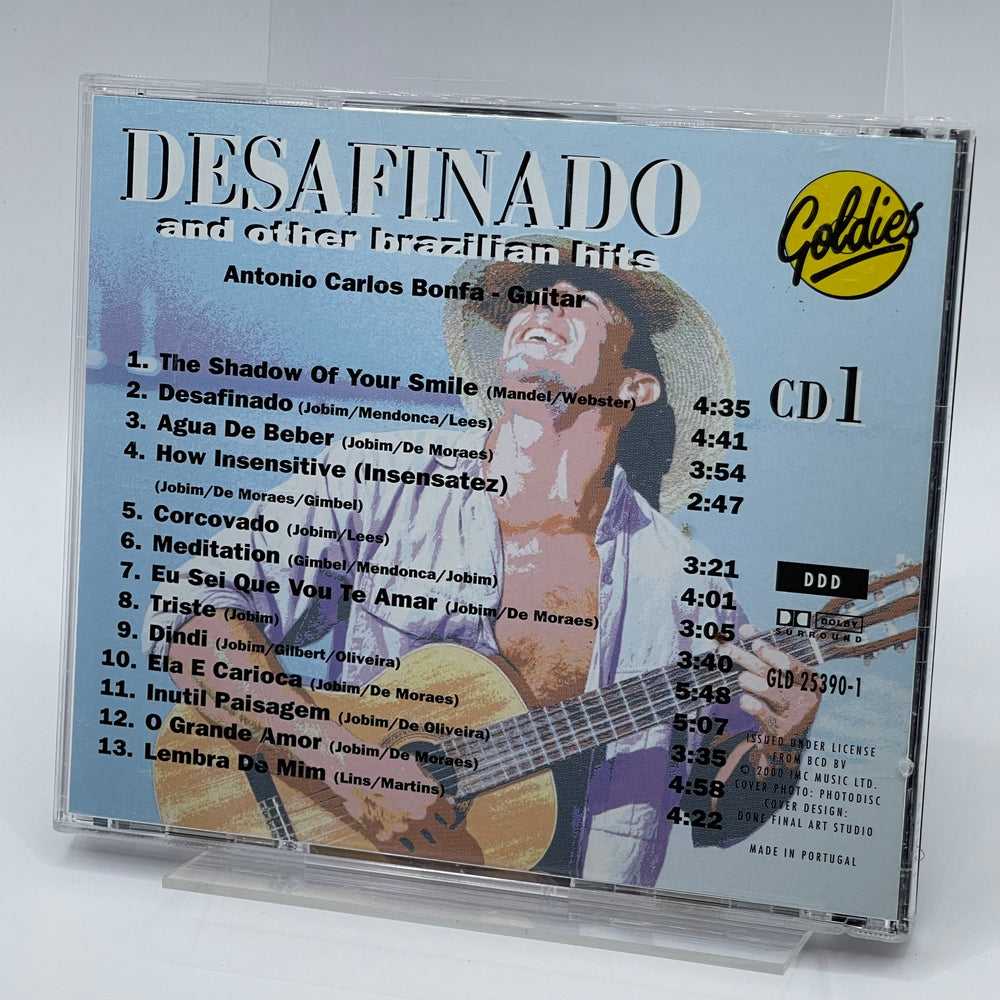 DESAFINADO
and other brazilian hits
Antonio Carlos Bonfa - Guitar
Goldies
CD1
1. The Shadow Of Your Smile (Mandel/Webster) 4:35
2. Desafinado (Jobim/Mendonca/Lees) 4:41
3. Agua De Beber (Jobim/De Moraes) 3:54
4. How Insensitive (Insensatez) 2:47
(Jobim/De Moraes/Gimbel)
5. Corcovado (Jobim/Lees) 3:21
6. Meditation (Gimbel/Mendonca/Jobim) 4:01
7. Eu Sei Que Vou Te Amar (Jobim/De Moraes) 3:05
8. Triste (Jobim) 3:40
9. Dindi (Jobim/Gilbert/Oliveira) 5:48
10. Ela E Carioca (Jobim/De Moraes) 5:07
11. Inutil Paisagem (Jobim/De Oliveira) 3:35
12. O Grande Amor (Jobim/De Moraes) 4:58
13. Lembra De Mim (Lins/Martins) 4:22
DDD
DOLBY
SURROUND
GLD 25390-1
ISSUED UNDER LICENSE
FROM BCD BV
© 2000 IMC MUSIC LTD.
COVER PHOTO: PHOTODISC
COVER DESIGN:
DONE FINAL ART STUDIO
MADE IN PORTUGAL